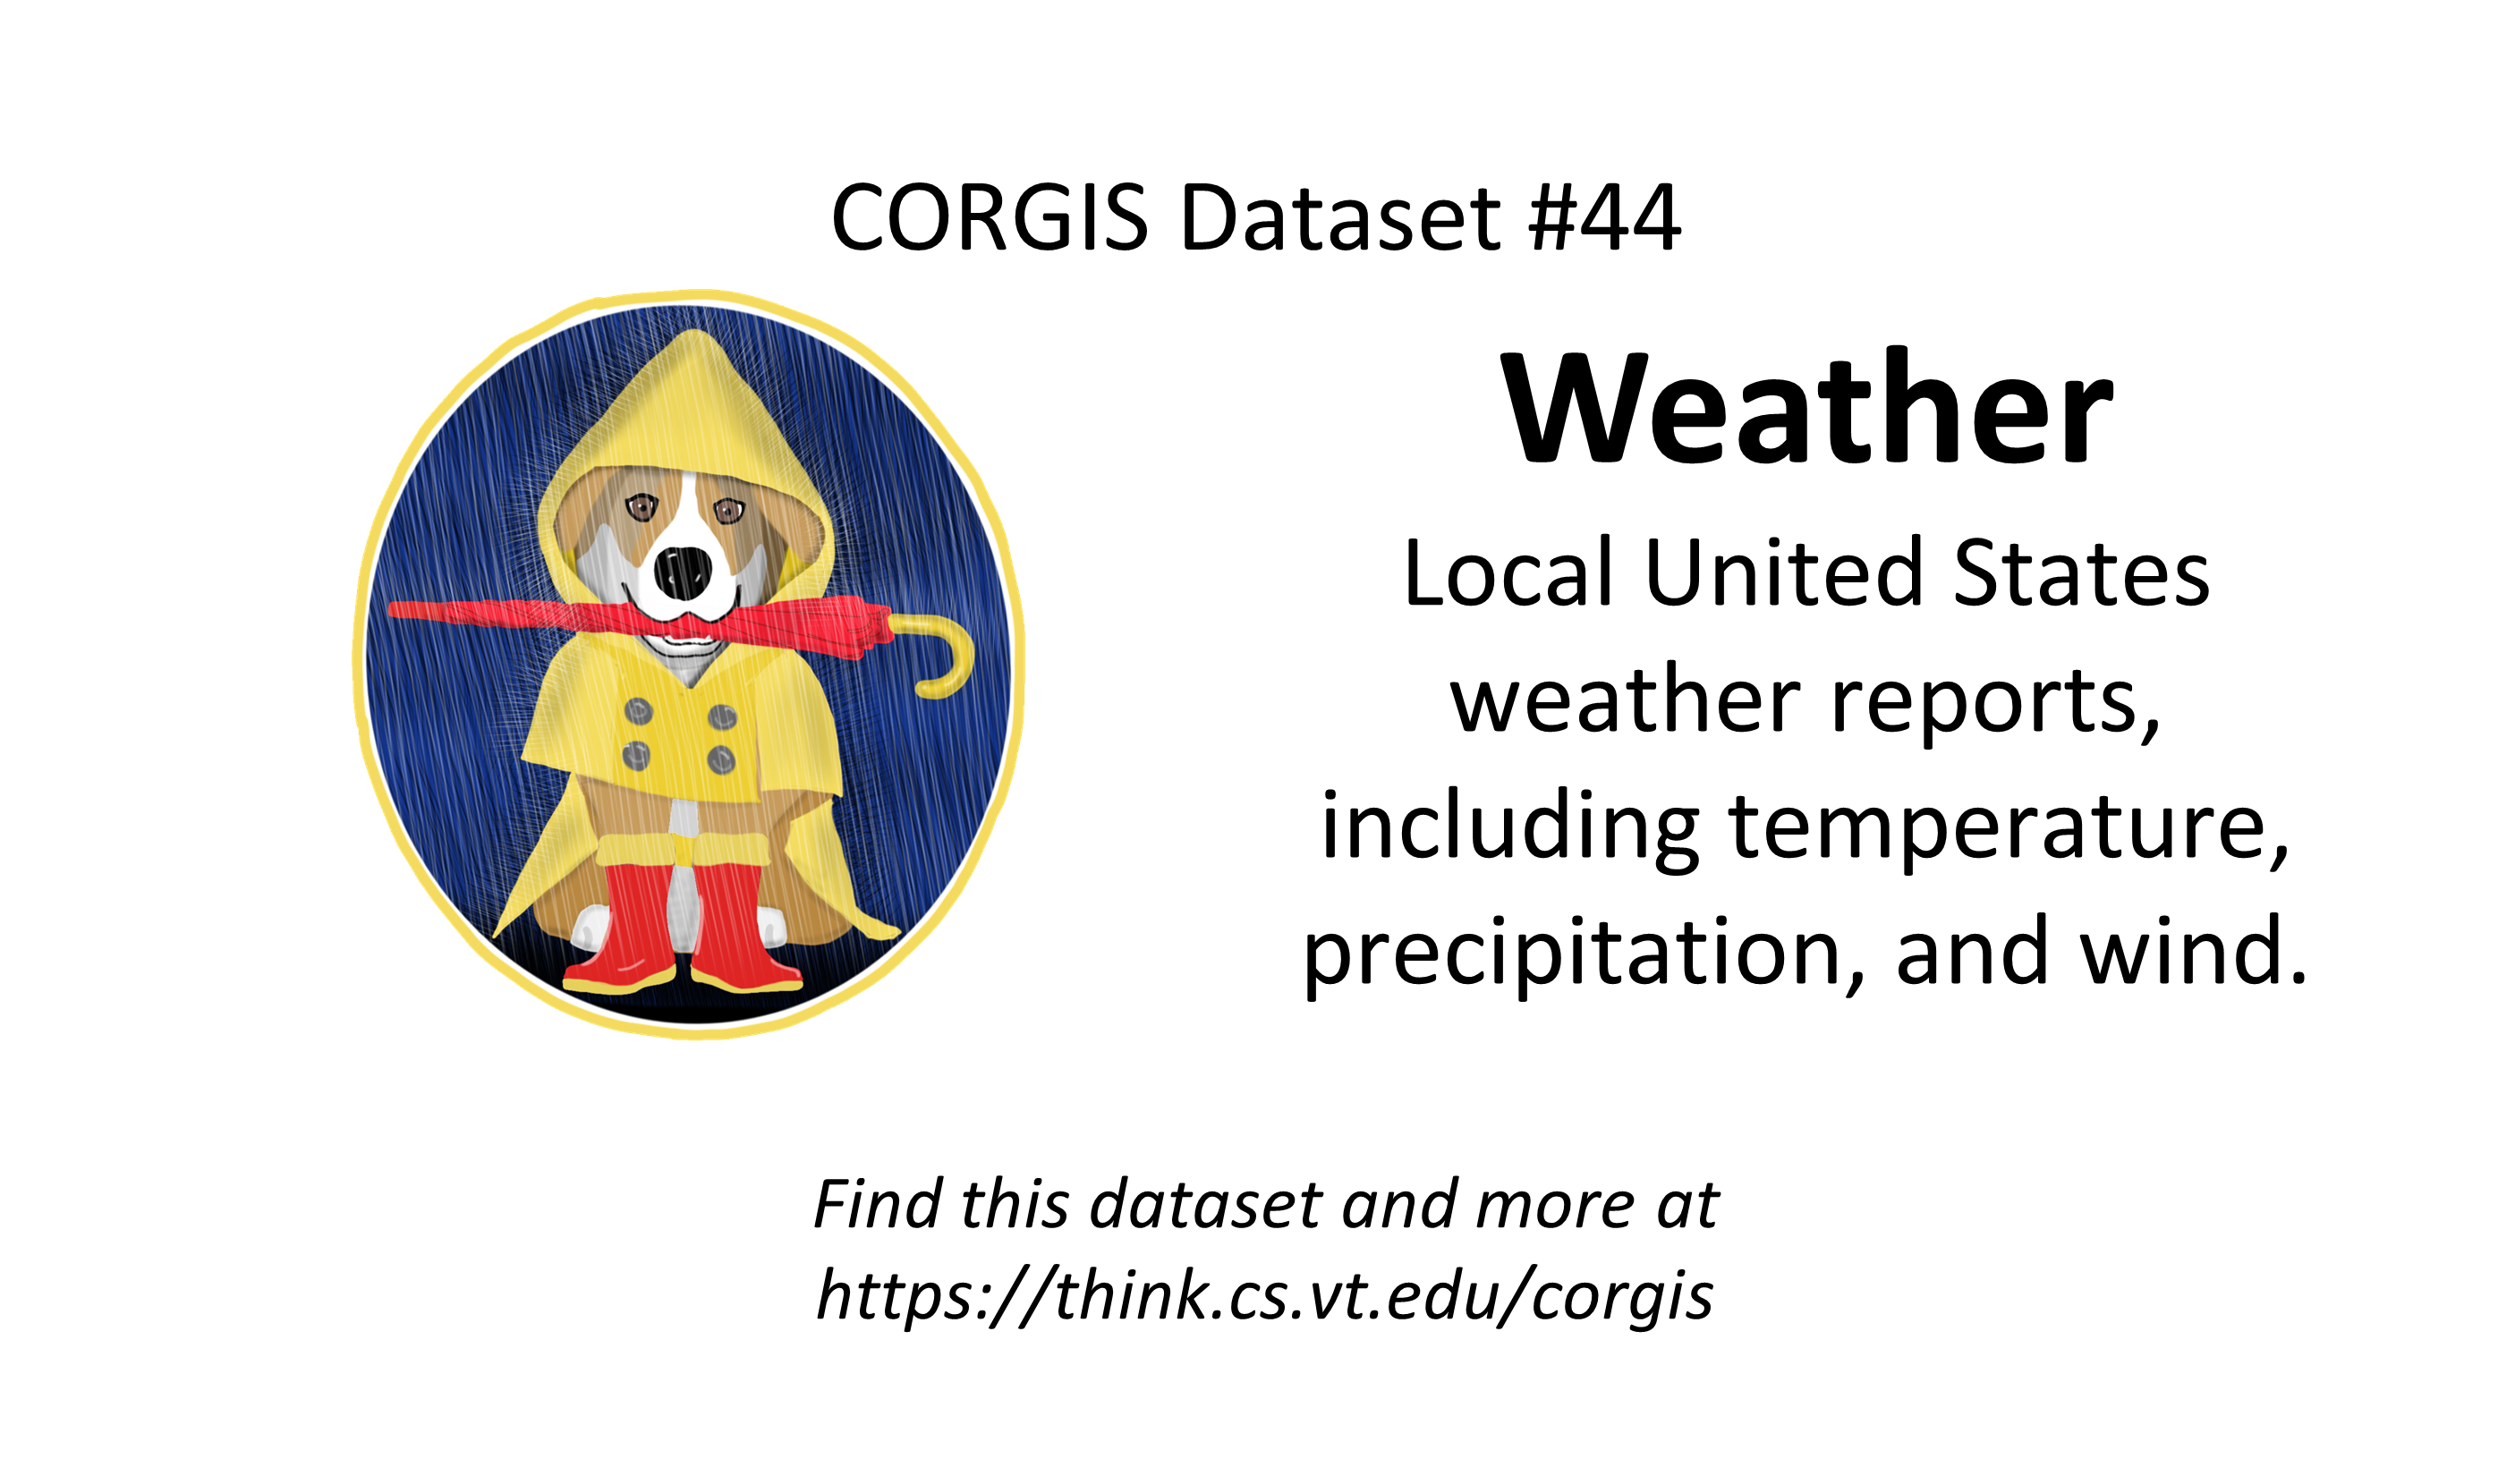 CORGIS Dataset #44
Weather
Local United States
weather reports,
including temperature,
precipitation, and wind.
Find this dataset and more at
https://think.cs.vt.edu/corgis